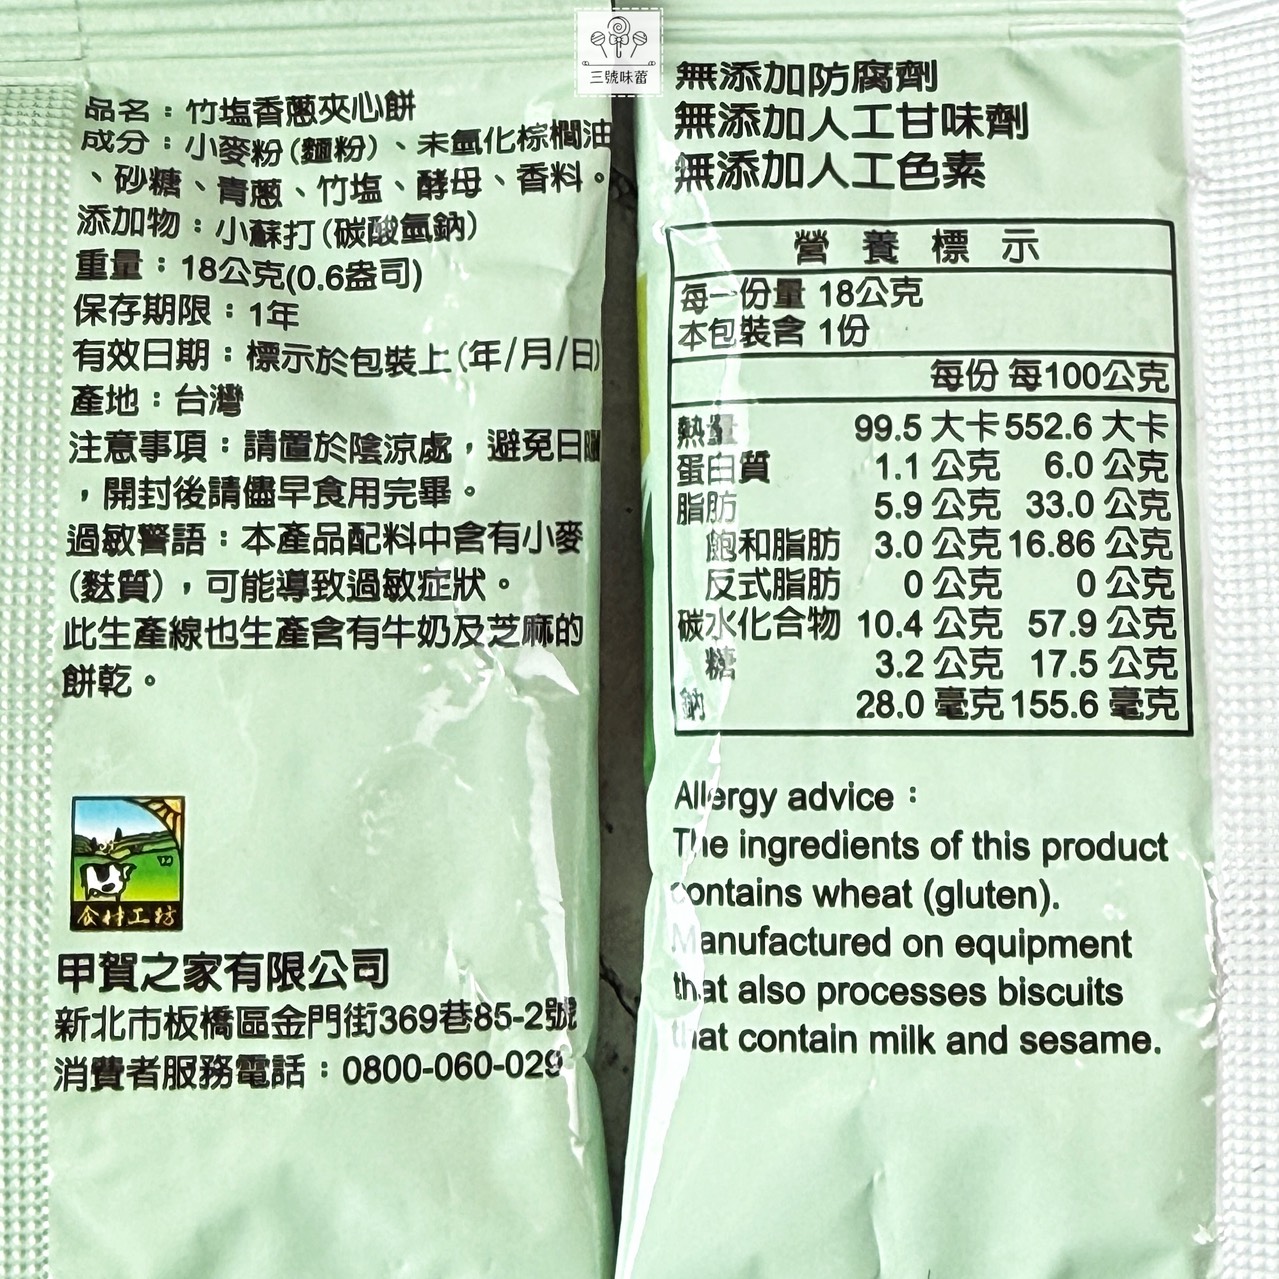 三號味蕾
品名：竹塩香蔥夾心餅
成分：小麥粉(麵粉)、未氫化棕櫚油
、砂糖、青蔥、竹塩、酵母、香料。
添加物：小蘇打(碳酸氫鈉)
重量：18公克(0.6盎司)
保存期限：1年
有效日期：標示於包裝上(年/月/日)
產地：台灣
注意事項：請置於陰涼處，避免日曬
，開封後請儘早食用完畢。
過敏警語：本產品配料中含有小麥
(麩質)，可能導致過敏症狀。
此生產線也生產含有牛奶及芝麻的
餅乾。
食材工坊
甲賀之家有限公司
新北市板橋區金門街369巷85-2號
消費者服務電話：0800-060-029
無添加防腐劑
無添加人工甘味劑
無添加人工色素
營養標示
每一份量 18公克
本包裝含 1份
每份 每100公克
熱量 99.5 大卡 552.6 大卡
蛋白質 1.1 公克 6.0 公克
脂肪 5.9 公克 33.0 公克
飽和脂肪 3.0 公克 16.86 公克
反式脂肪 0 公克 0 公克
碳水化合物 10.4 公克 57.9 公克
糖 3.2 公克 17.5 公克
鈉 28.0 毫克 155.6 毫克
Allergy advice：
The ingredients of this product
contains wheat (gluten).
Manufactured on equipment
that also processes biscuits
that contain milk and sesame.